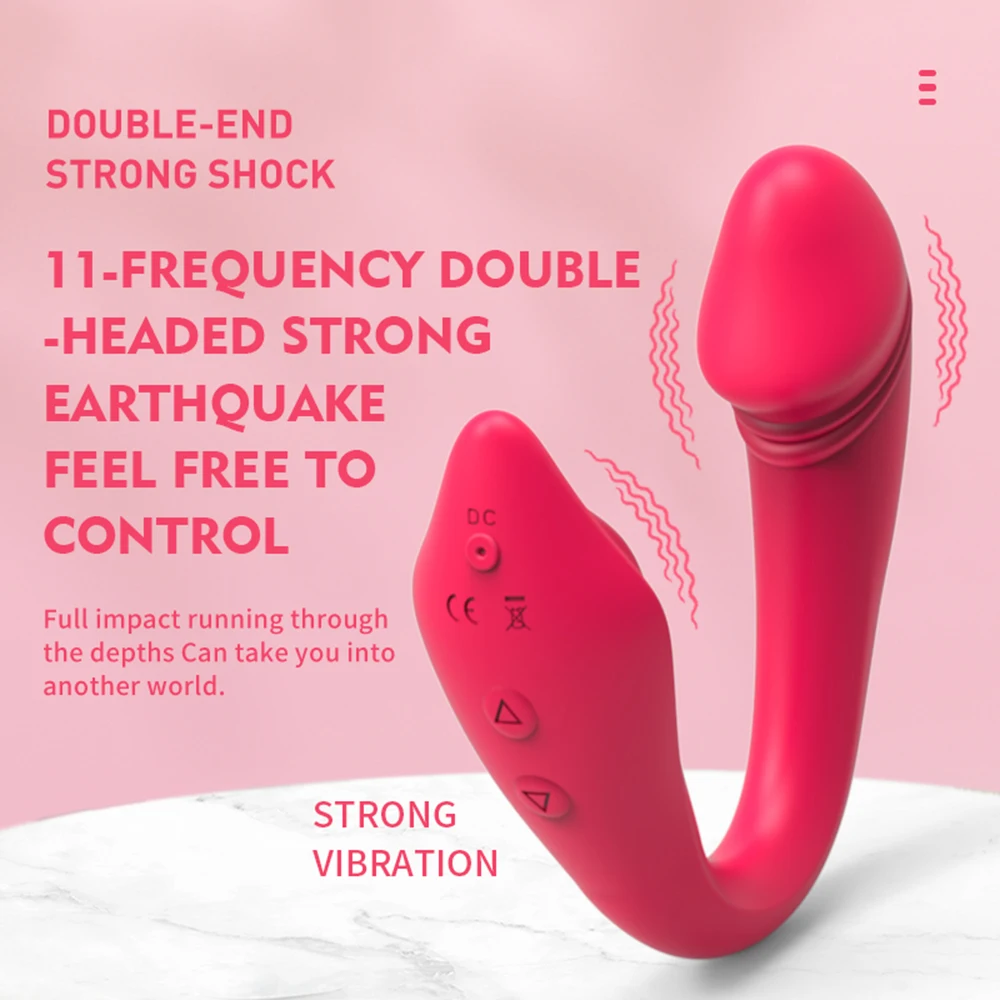 DOUBLE-END
STRONG SHOCK
11-FREQUENCY DOUBLE
-HEADED STRONG
EARTHQUAKE
FEEL FREE TO
CONTROL
Full impact running through
the depths Can take you into
another world.
DC
CE
STRONG
VIBRATION